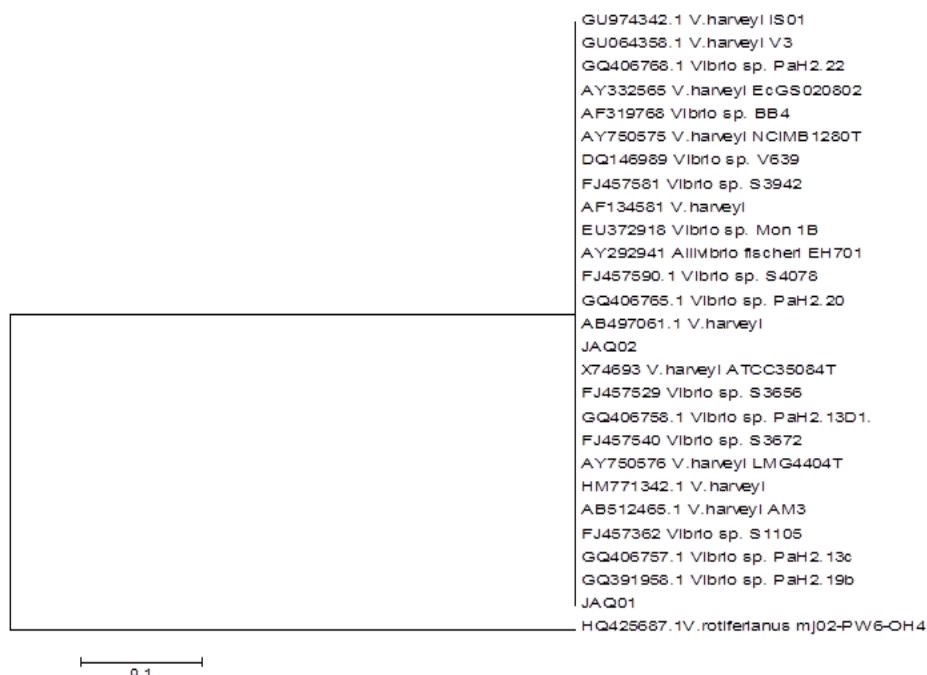 GU974342.1 V.harveyi IS01
GU064358.1 V.harveyi V3
GQ406768.1 Vibrio sp. PaH2.22
AY332565 V.harveyi EcGS020802
AF319768 Vibrio sp. BB4
AY750575 V.harveyi NCIMB1280T
DQ146989 Vibrio sp. V639
FJ457581 Vibrio sp. S3942
AF134581 V.harveyi
EU372918 Vibrio sp. Mon 1B
AY292941 Allivibrio fischeri EH701
FJ457590.1 Vibrio sp. S4078
GQ406765.1 Vibrio sp. PaH2.20
AB497061.1 V.harveyi
JAQ02
X74693 V.harveyi ATCC35084T
FJ457529 Vibrio sp. S3656
GQ406758.1 Vibrio sp. PaH2.13D1.
FJ457540 Vibrio sp. S3672
AY750576 V.harveyi LMG4404T
HM771342.1 V.harveyi
AB512465.1 V.harveyi AM3
FJ457362 Vibrio sp. S1105
GQ406757.1 Vibrio sp. PaH2.13c
GQ391958.1 Vibrio sp. PaH2.19b
JAQ01
HQ425687.1V.rotiferianus mj02-PW6-OH4
0.1